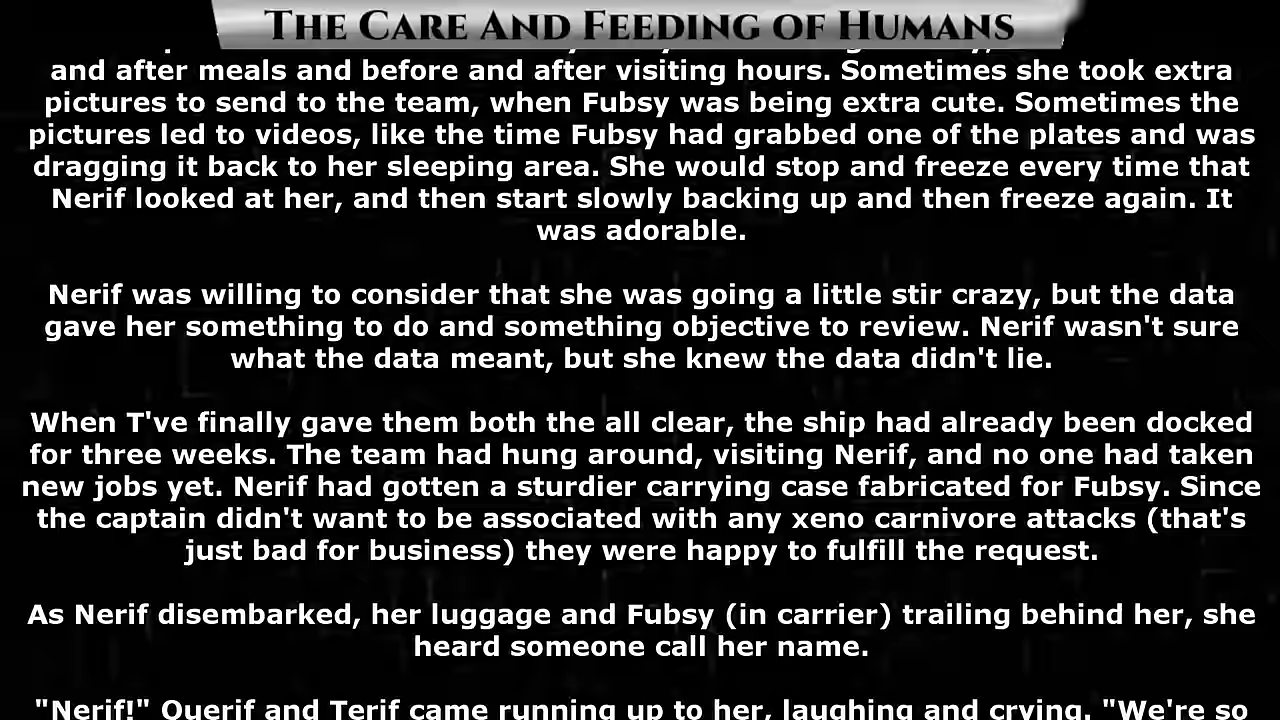 THE CARE AND FEEDING OF HUMANS
and after meals and before and after visiting hours. Sometimes she took extra
pictures to send to the team, when Fubsy was being extra cute. Sometimes the
pictures led to videos, like the time Fubsy had grabbed one of the plates and was
dragging it back to her sleeping area. She would stop and freeze every time that
Nerif looked at her, and then start slowly backing up and then freeze again. It
was adorable.
Nerif was willing to consider that she was going a little stir crazy, but the data
gave her something to do and something objective to review. Nerif wasn't sure
what the data meant, but she knew the data didn't lie.
When T've finally gave them both the all clear, the ship had already been docked
for three weeks. The team had hung around, visiting Nerif, and no one had taken
new jobs yet. Nerif had gotten a sturdier carrying case fabricated for Fubsy. Since
the captain didn't want to be associated with any xeno carnivore attacks (that's
just bad for business) they were happy to fulfill the request.
As Nerif disembarked, her luggage and Fubsy (in carrier) trailing behind her, she
heard someone call her name.
"Nerif!" Querif and Terif came running up to her, laughing and crying. "We're so